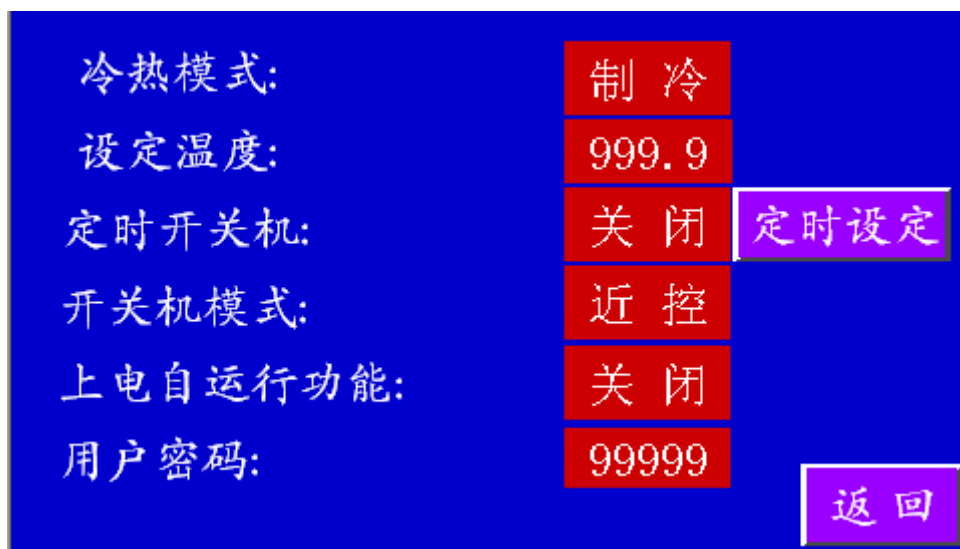 冷热模式: 制 冷
设定温度: 999.9
定时开关机: 关 闭 定时设定
开关机模式: 近 控
上电自运行功能: 关 闭
用户密码: 99999
返 回